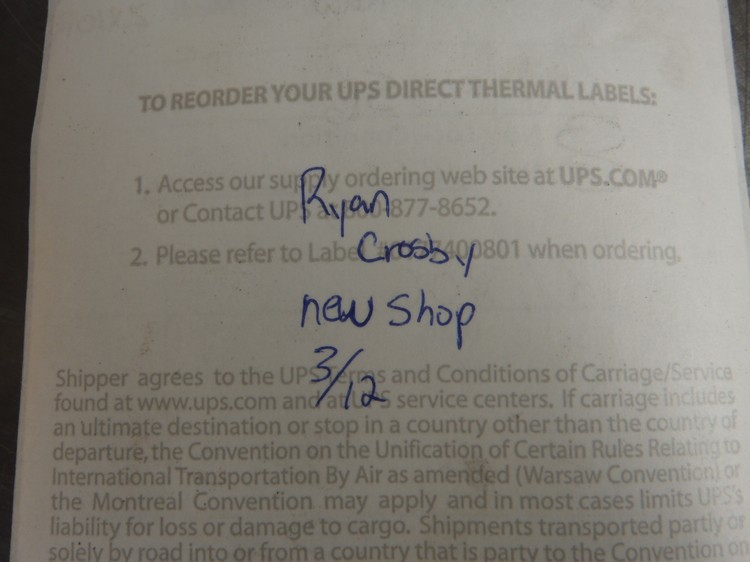 TO REORDER YOUR UPS DIRECT THERMAL LABELS:
1. Access our supply ordering web site at UPS.COM®
or Contact UPS at 800-877-8652.
Ryan
2. Please refer to Label 0801 when ordering.
Crosby
new shop
3/12
Shipper agrees to the UPS Terms and Conditions of Carriage/Service
found at www.ups.com and at UPS service centers. If carriage includes
an ultimate destination or stop in a country other than the country of
departure, the Convention on the Unification of Certain Rules Relating to
International Transportation By Air as amended (Warsaw Convention) or
the Montreal Convention may apply and in most cases limits UPS's
liability for loss or damage to cargo. Shipments transported partly or
solely by road into or from a country that is party to the Convention on